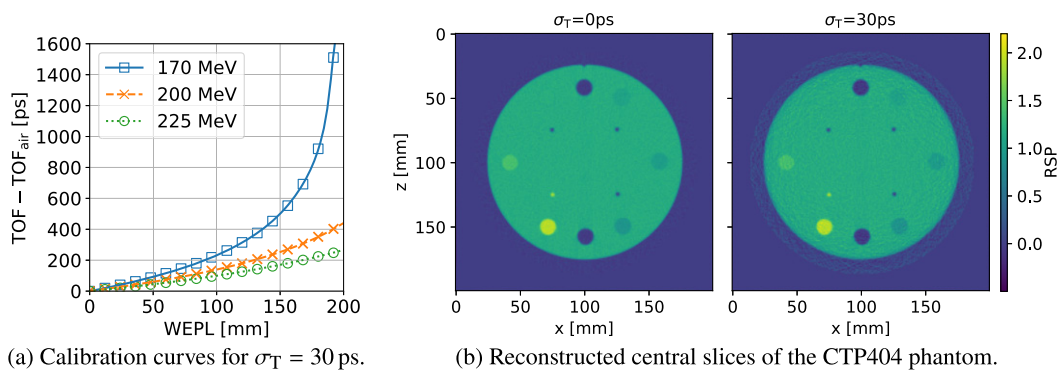 1600
1400
1200
1000
800
600
400
200
0
TOF − TOF_air [ps]
170 MeV
200 MeV
225 MeV
0 50 100 150 200
WEPL [mm]
(a) Calibration curves for σ_T = 30 ps.
σ_T=0ps
σ_T=30ps
0
50
100
150
z [mm]
0 50 100 150
x [mm]
0 50 100 150
x [mm]
2.0
1.5
1.0
0.5
0.0
RSP
(b) Reconstructed central slices of the CTP404 phantom.